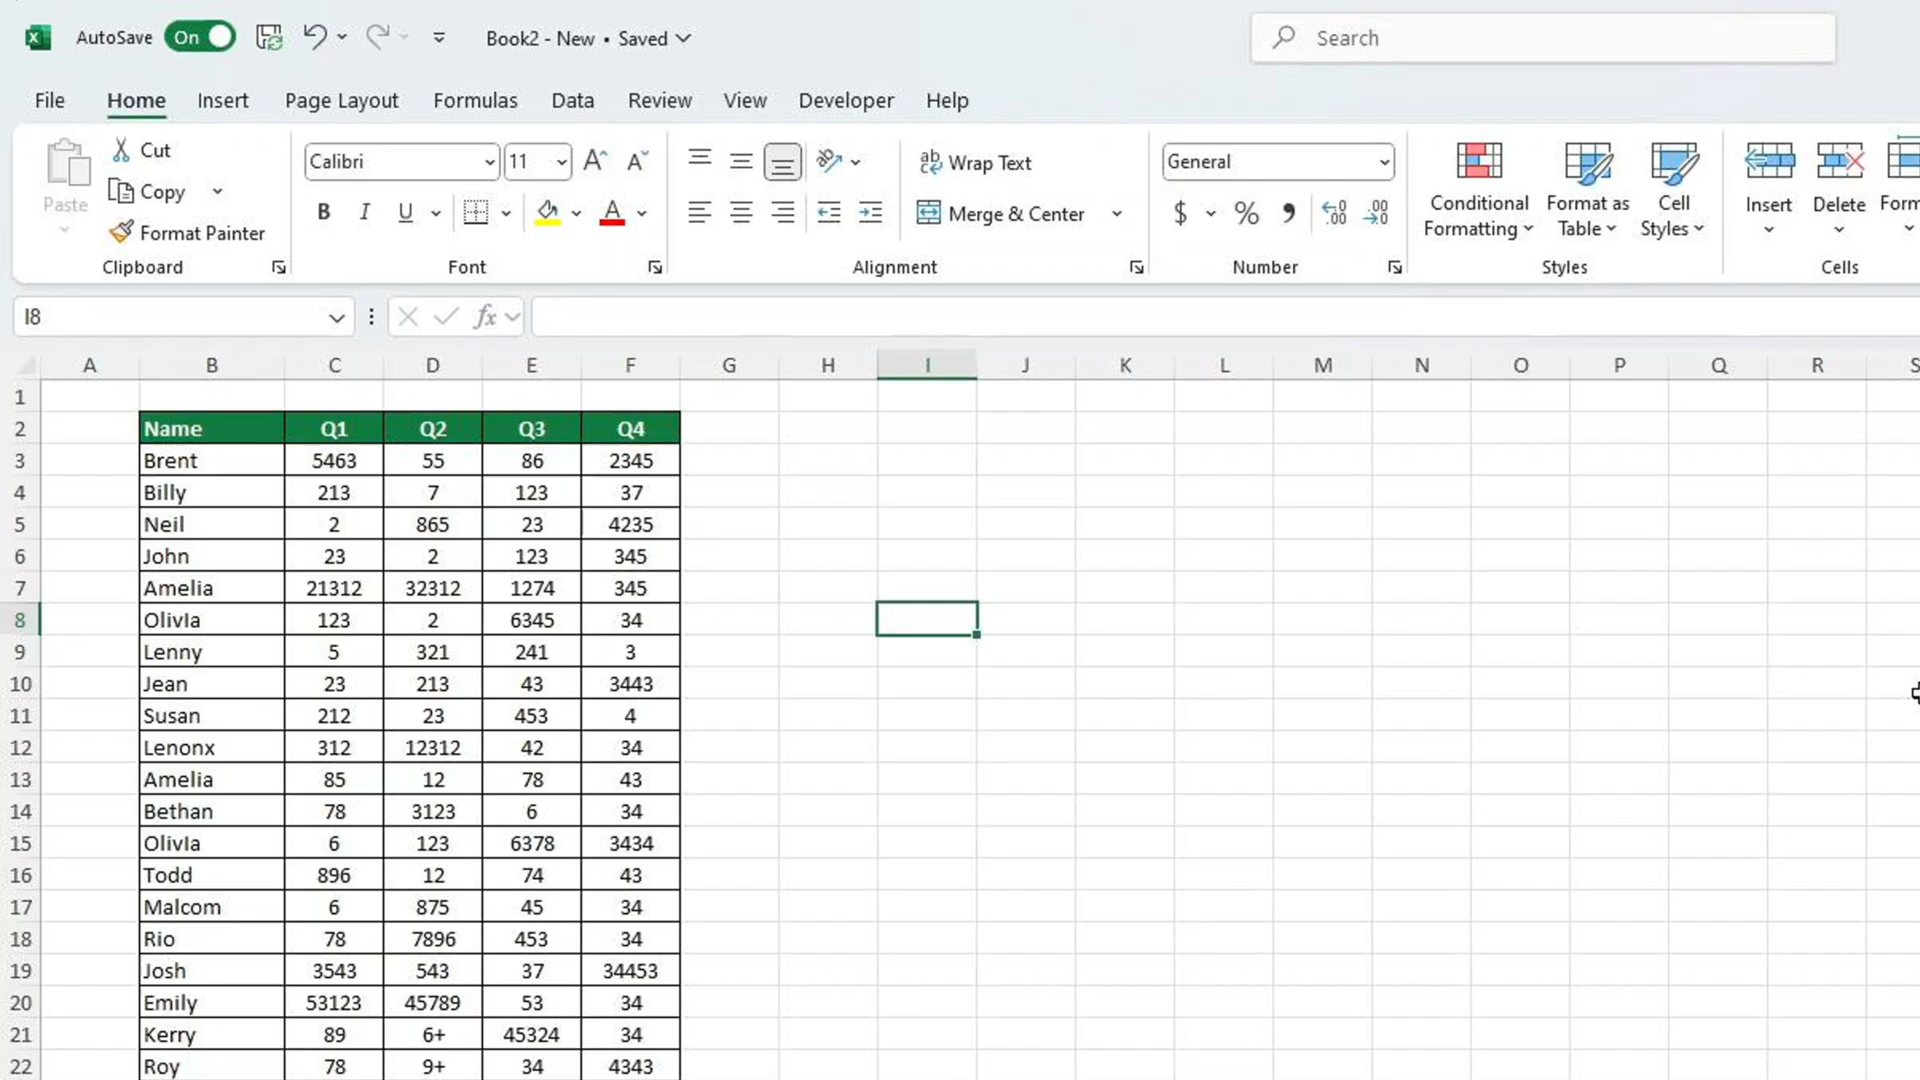 AutoSave On Book2 - New • Saved Search
File Home Insert Page Layout Formulas Data Review View Developer Help
Paste Cut Copy Format Painter Clipboard
Calibri 11 A A B I U A Font
ab Wrap Text Merge & Center Alignment
General $ % 9 .00 .00 Number
Conditional Formatting Format as Table Cell Styles Styles
Insert Delete Form Cells
I8 fx
A B C D E F G H I J K L M N O P Q R S
1
2 Name Q1 Q2 Q3 Q4
3 Brent 5463 55 86 2345
4 Billy 213 7 123 37
5 Neil 2 865 23 4235
6 John 23 2 123 345
7 Amelia 21312 32312 1274 345
8 OlivIa 123 2 6345 34
9 Lenny 5 321 241 3
10 Jean 23 213 43 3443
11 Susan 212 23 453 4
12 Lenonx 312 12312 42 34
13 Amelia 85 12 78 43
14 Bethan 78 3123 6 34
15 OlivIa 6 123 6378 3434
16 Todd 896 12 74 43
17 Malcom 6 875 45 34
18 Rio 78 7896 453 34
19 Josh 3543 543 37 34453
20 Emily 53123 45789 53 34
21 Kerry 89 6+ 45324 34
22 Roy 78 9+ 34 4343